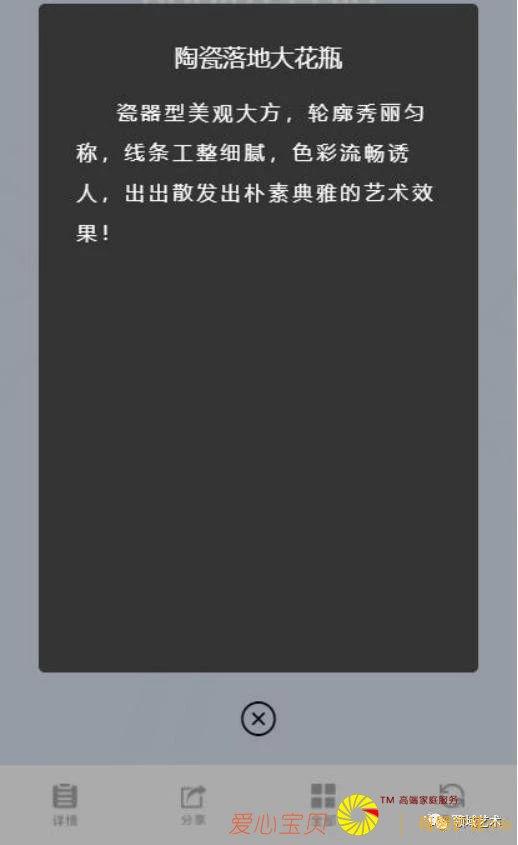 陶瓷落地大花瓶
瓷器型美观大方，轮廓秀丽匀
称，线条工整细腻，色彩流畅诱
人，出出散发出朴素典雅的艺术效
果！
详情
分享
爱心宝贝
TM 高端家庭服务
领域艺术